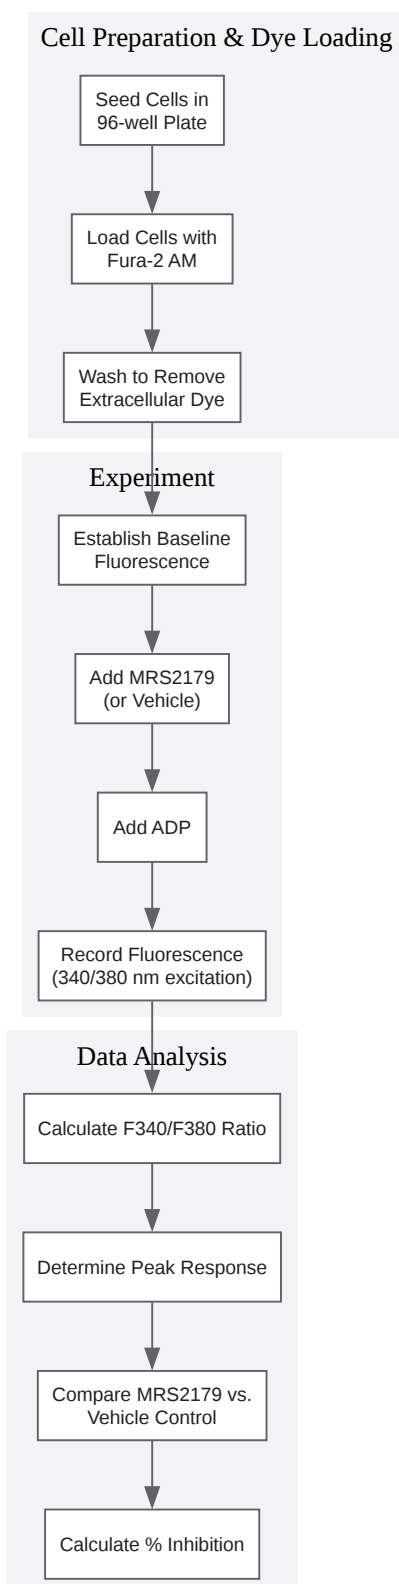 Cell Preparation & Dye Loading
Seed Cells in
96-well Plate
Load Cells with
Fura-2 AM
Wash to Remove
Extracellular Dye
Experiment
Establish Baseline
Fluorescence
Add MRS2179
(or Vehicle)
Add ADP
Record Fluorescence
(340/380 nm excitation)
Data Analysis
Calculate F340/F380 Ratio
Determine Peak Response
Compare MRS2179 vs.
Vehicle Control
Calculate % Inhibition